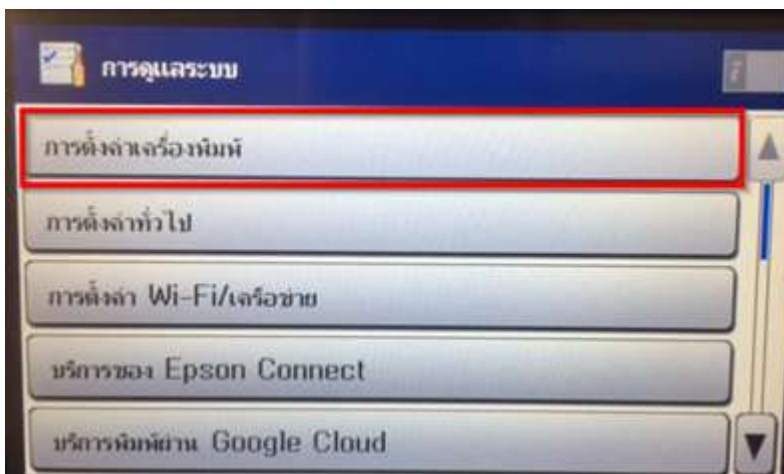 การดูแลระบบ
การตั้งค่าเครื่องพิมพ์
การตั้งค่าทั่วไป
การตั้งค่า Wi-Fi/เครือข่าย
บริการของ Epson Connect
บริการพิมพ์ผ่าน Google Cloud